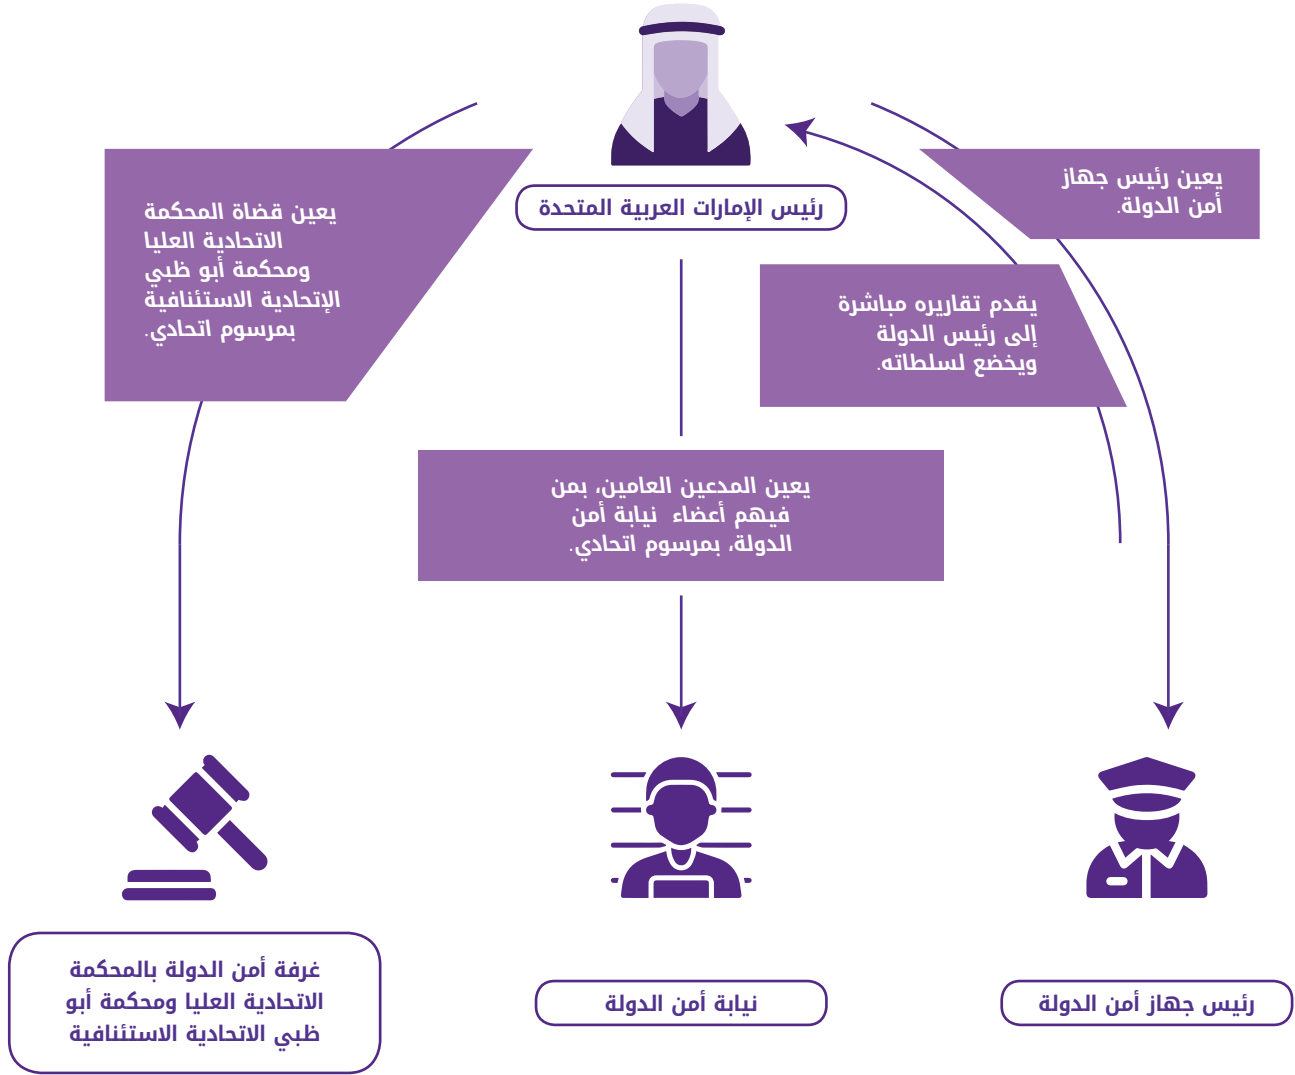 رئيس الإمارات العربية المتحدة
يعين رئيس جهاز
أمن الدولة.
يقدم تقاريره مباشرة
إلى رئيس الدولة
ويخضع لسلطاته.
يعين قضاة المحكمة
الاتحادية العليا
ومحكمة أبو ظبي
الإتحادية الاستئنافية
بمرسوم اتحادي.
يعين المدعين العامين، بمن
فيهم أعضاء نيابة أمن
الدولة، بمرسوم اتحادي.
رئيس جهاز أمن الدولة
نيابة أمن الدولة
غرفة أمن الدولة بالمحكمة
الاتحادية العليا ومحكمة أبو
ظبي الاتحادية الاستئنافية